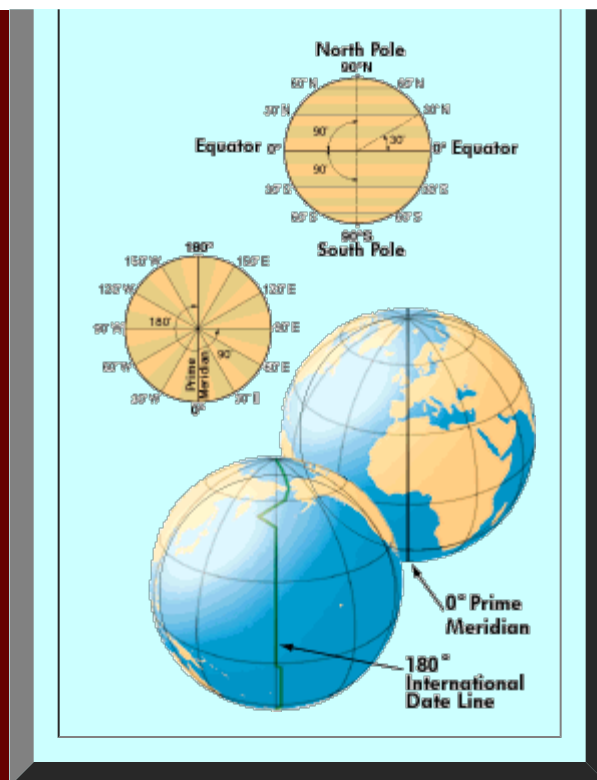 North Pole
90°N
60°N 60°N
30°N 30°N
90°
30°
Equator 0° 0° Equator
90°
30°S 30°S
60°S 60°S
90°S
South Pole
180°
150°W 150°E
120°W 120°E
180°
90°W 90°E
90°
60°W 60°E
Prime
Meridian
30°W 30°E
0°
0° Prime
Meridian
180°
International
Date Line